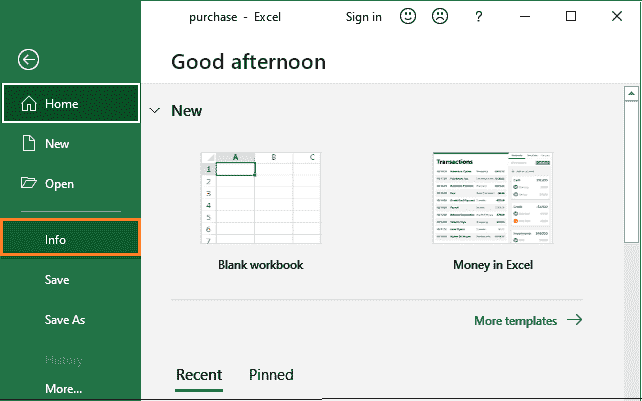 purchase - Excel
Sign in
?
Good afternoon
Home
New
New
Open
Transactions
A B C
1
2
3
4
5
6
7
Blank workbook
Money in Excel
Info
Save
Save As
More templates
History
Recent Pinned
More...